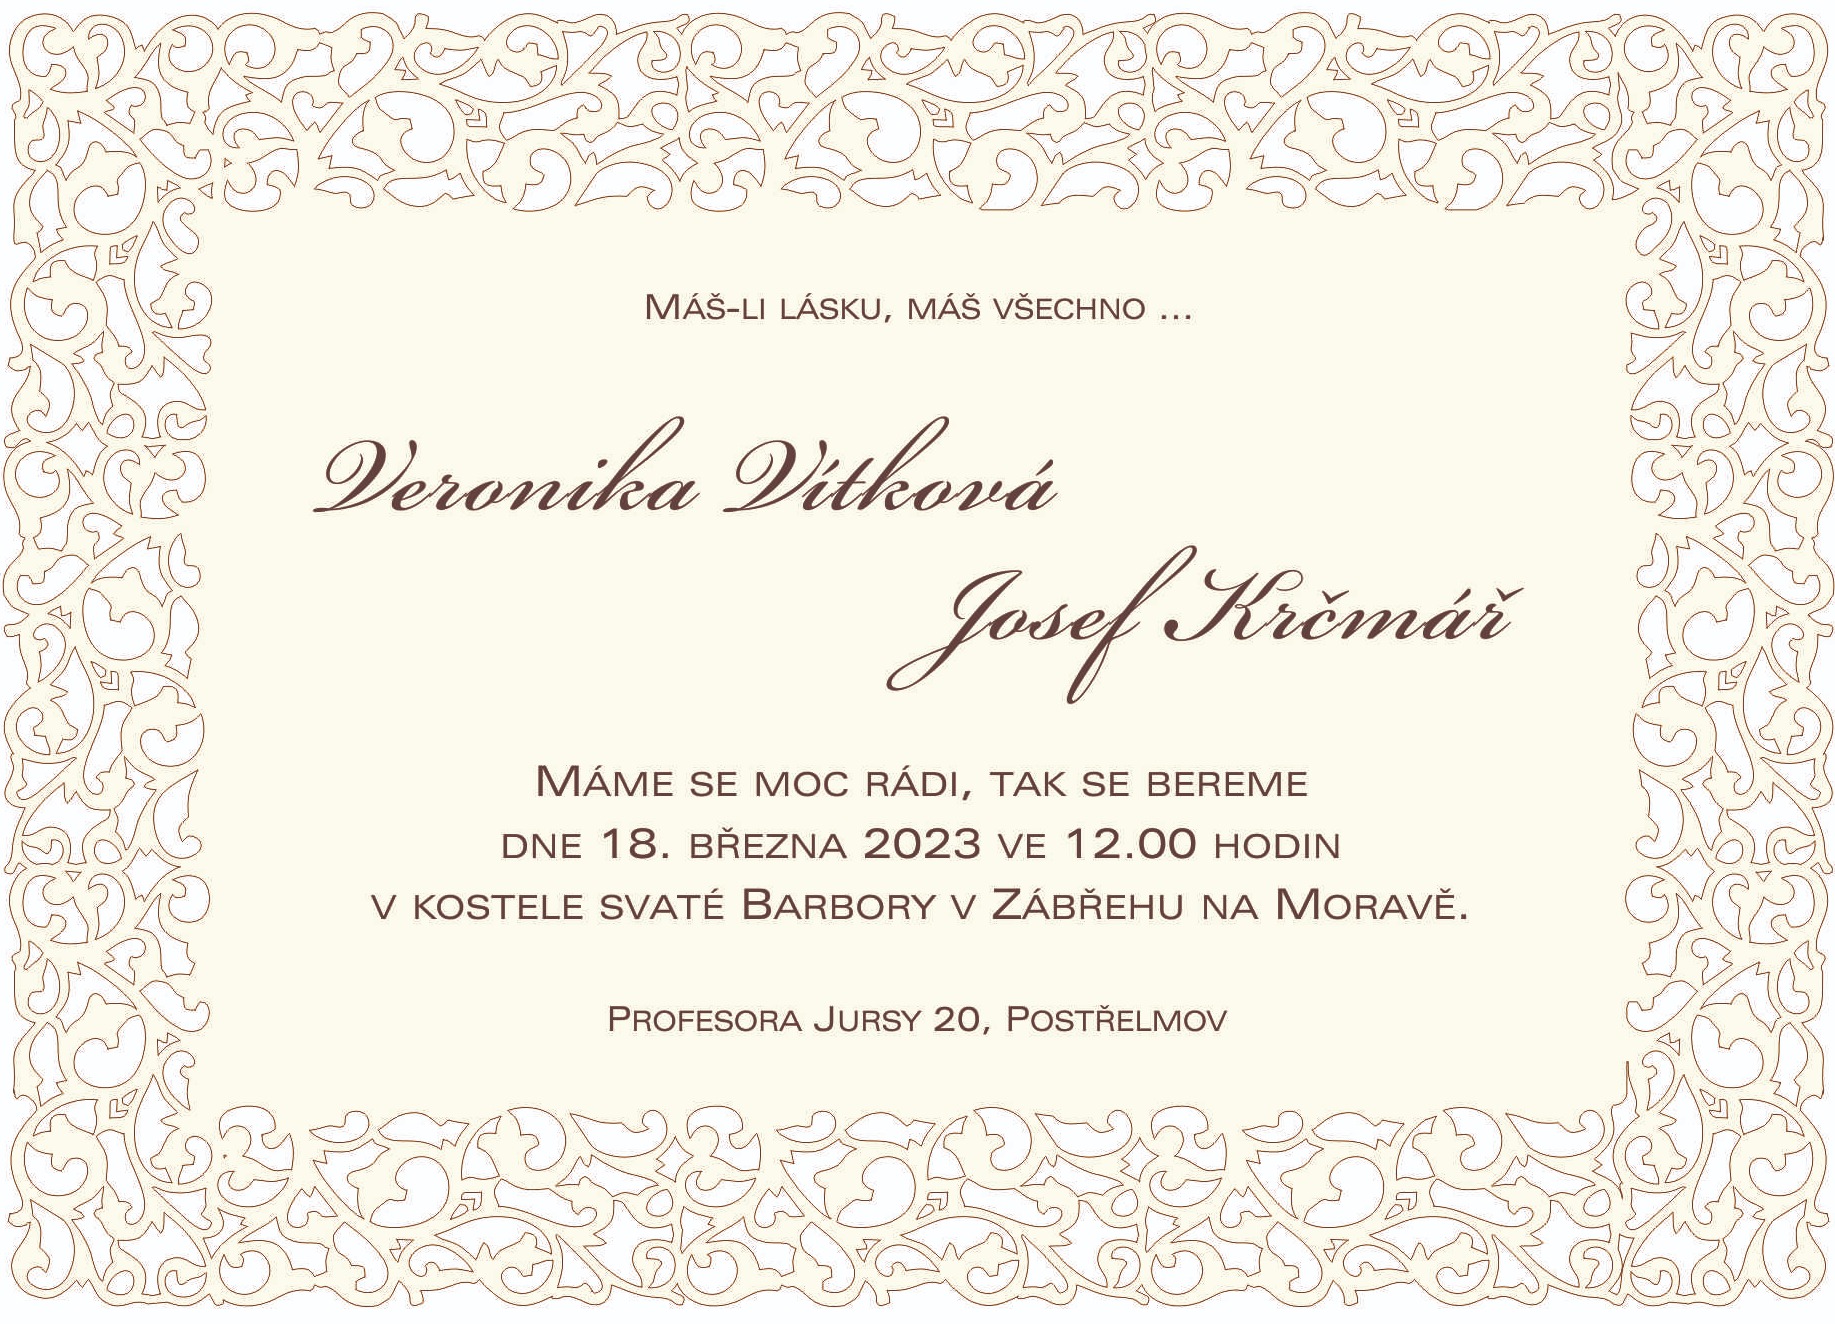 Máš-li lásku, máš všechno ...
Veronika Vítková
Josef Krčmář
Máme se moc rádi, tak se bereme
dne 18. března 2023 ve 12.00 hodin
v kostele svaté Barbory v Zábřehu na Moravě.
Profesora Jursy 20, Postřelmov